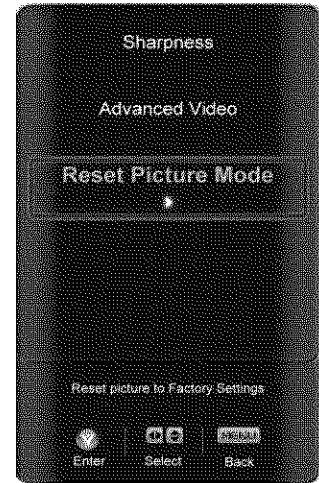 Sharpness
Advanced Video
Reset Picture Mode
Reset picture to Factory Settings
Enter Select Back